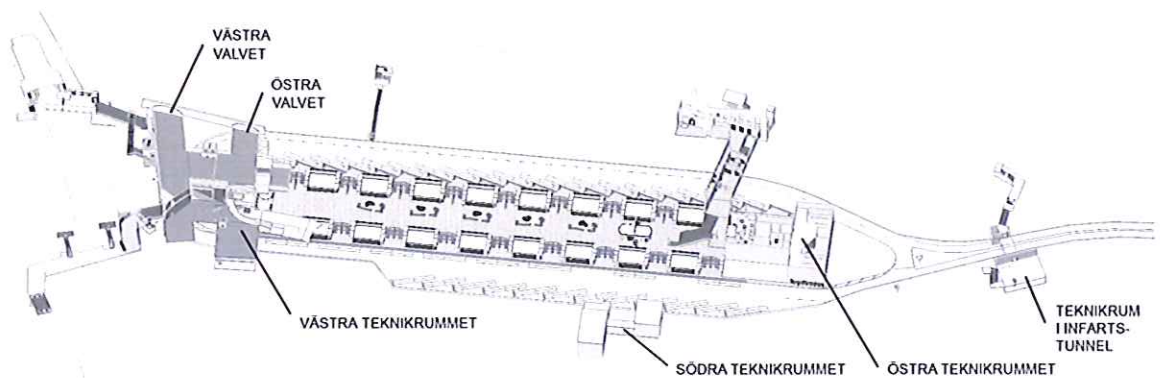 VÄSTRA
VALVET
ÖSTRA
VALVET
VÄSTRA TEKNIKRUMMET
SÖDRA TEKNIKRUMMET
ÖSTRA TEKNIKRUMMET
TEKNIKRUM
I INFARTS-
TUNNEL